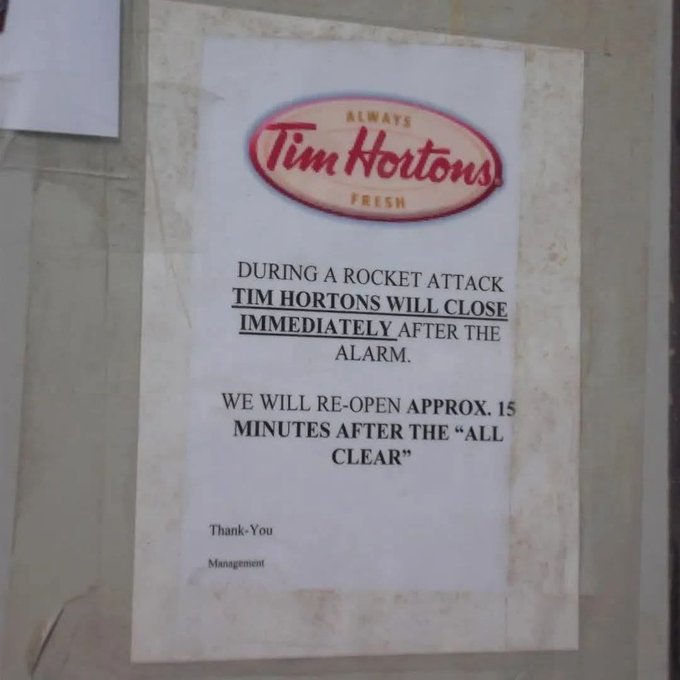 ALWAYS
Tim Hortons
FRESH
DURING A ROCKET ATTACK
TIM HORTONS WILL CLOSE
IMMEDIATELY AFTER THE
ALARM.
WE WILL RE-OPEN APPROX. 15
MINUTES AFTER THE “ALL
CLEAR”
Thank-You
Management